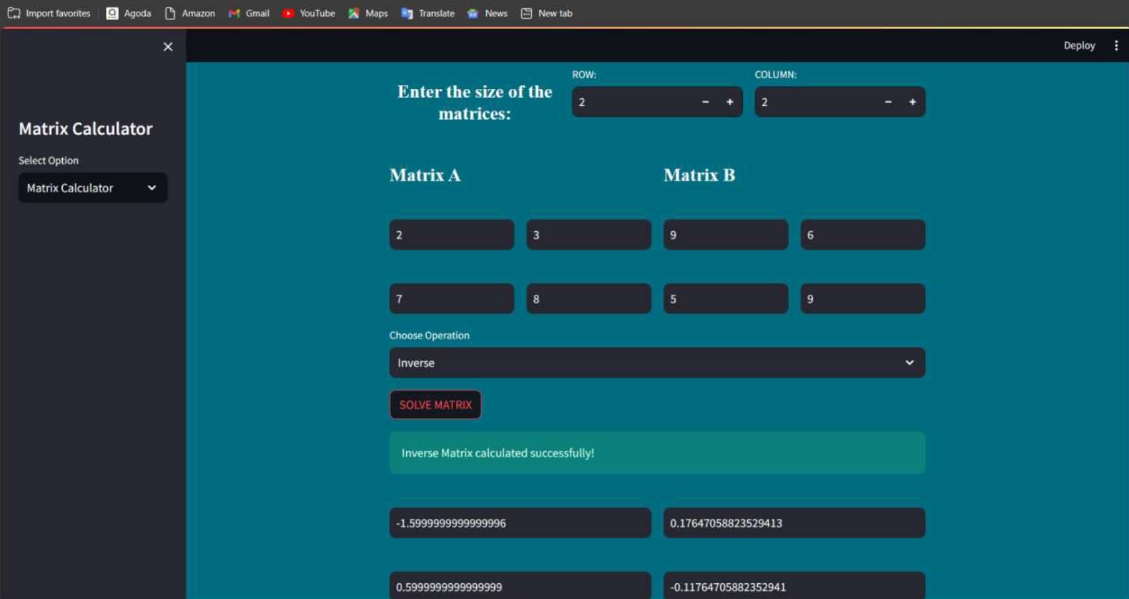 Import favorites Agoda Amazon Gmail YouTube Maps Translate News New tab
Deploy
Matrix Calculator
Select Option
Matrix Calculator
Enter the size of the
matrices:
ROW: COLUMN:
2 - + 2 - +
Matrix A Matrix B
2 3 9 6
7 8 5 9
Choose Operation
Inverse
SOLVE MATRIX
Inverse Matrix calculated successfully!
-1.5999999999999996 0.17647058823529413
0.5999999999999999 -0.11764705882352941